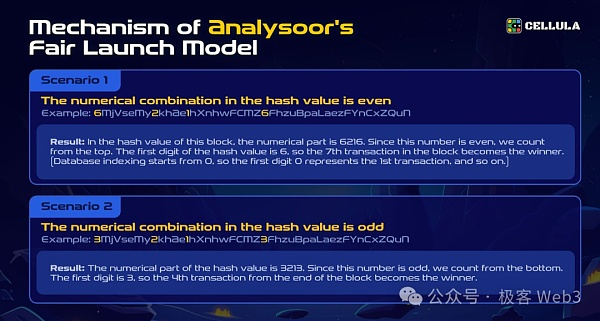 Mechanism of Analysoor's
Fair Launch Model
CELLULA
Scenario 1
The numerical combination in the hash value is even
Example: 6MjVseMy2khae1hXnhwFCMZ6FhzuBpaLaezFYnCxZQuN
Result: In the hash value of this block, the numerical part is 6216. Since this number is even, we count
from the top. The first digit of the hash value is 6, so the 7th transaction in the block becomes the winner.
[Database indexing starts from 0, so the first digit 0 represents the 1st transaction, and so on.]
Scenario 2
The numerical combination in the hash value is odd
Example: 3MjVseMy2khae1hXnhwFCMZ3FhzuBpaLaezFYnCxZQuN
Result: The numerical part of the hash value is 3213. Since this number is odd, we count from the bottom.
The first digit is 3, so the 4th transaction from the end of the block becomes the winner.
公众号 · 极客 Web3